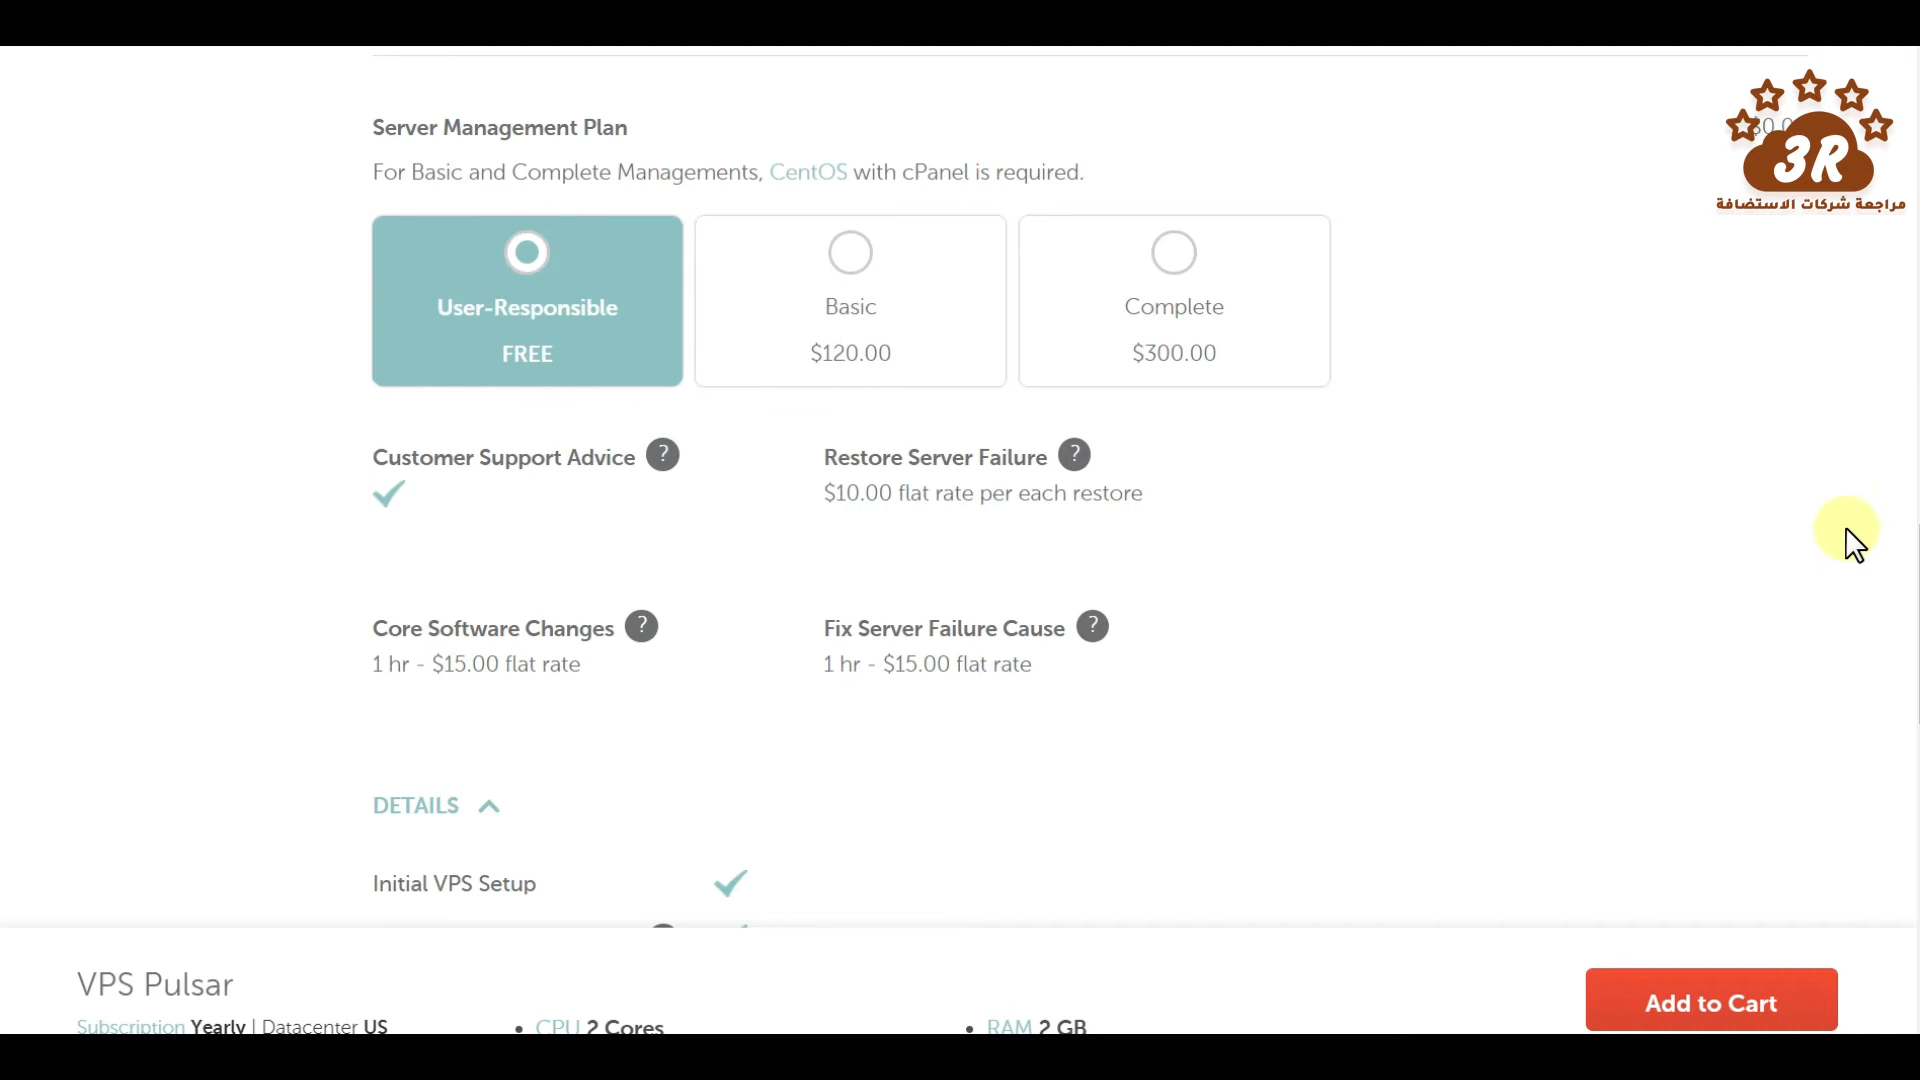 Server Management Plan
For Basic and Complete Managements, CentOS with cPanel is required.
3R
مراجعة شركات الاستضافة
User-Responsible
FREE
Basic
$120.00
Complete
$300.00
Customer Support Advice ?
Restore Server Failure ?
$10.00 flat rate per each restore
Core Software Changes ?
1 hr - $15.00 flat rate
Fix Server Failure Cause ?
1 hr - $15.00 flat rate
DETAILS
Initial VPS Setup
VPS Pulsar
Subscription Yearly | Datacenter US
• CPU 2 Cores
• RAM 2 GB
Add to Cart